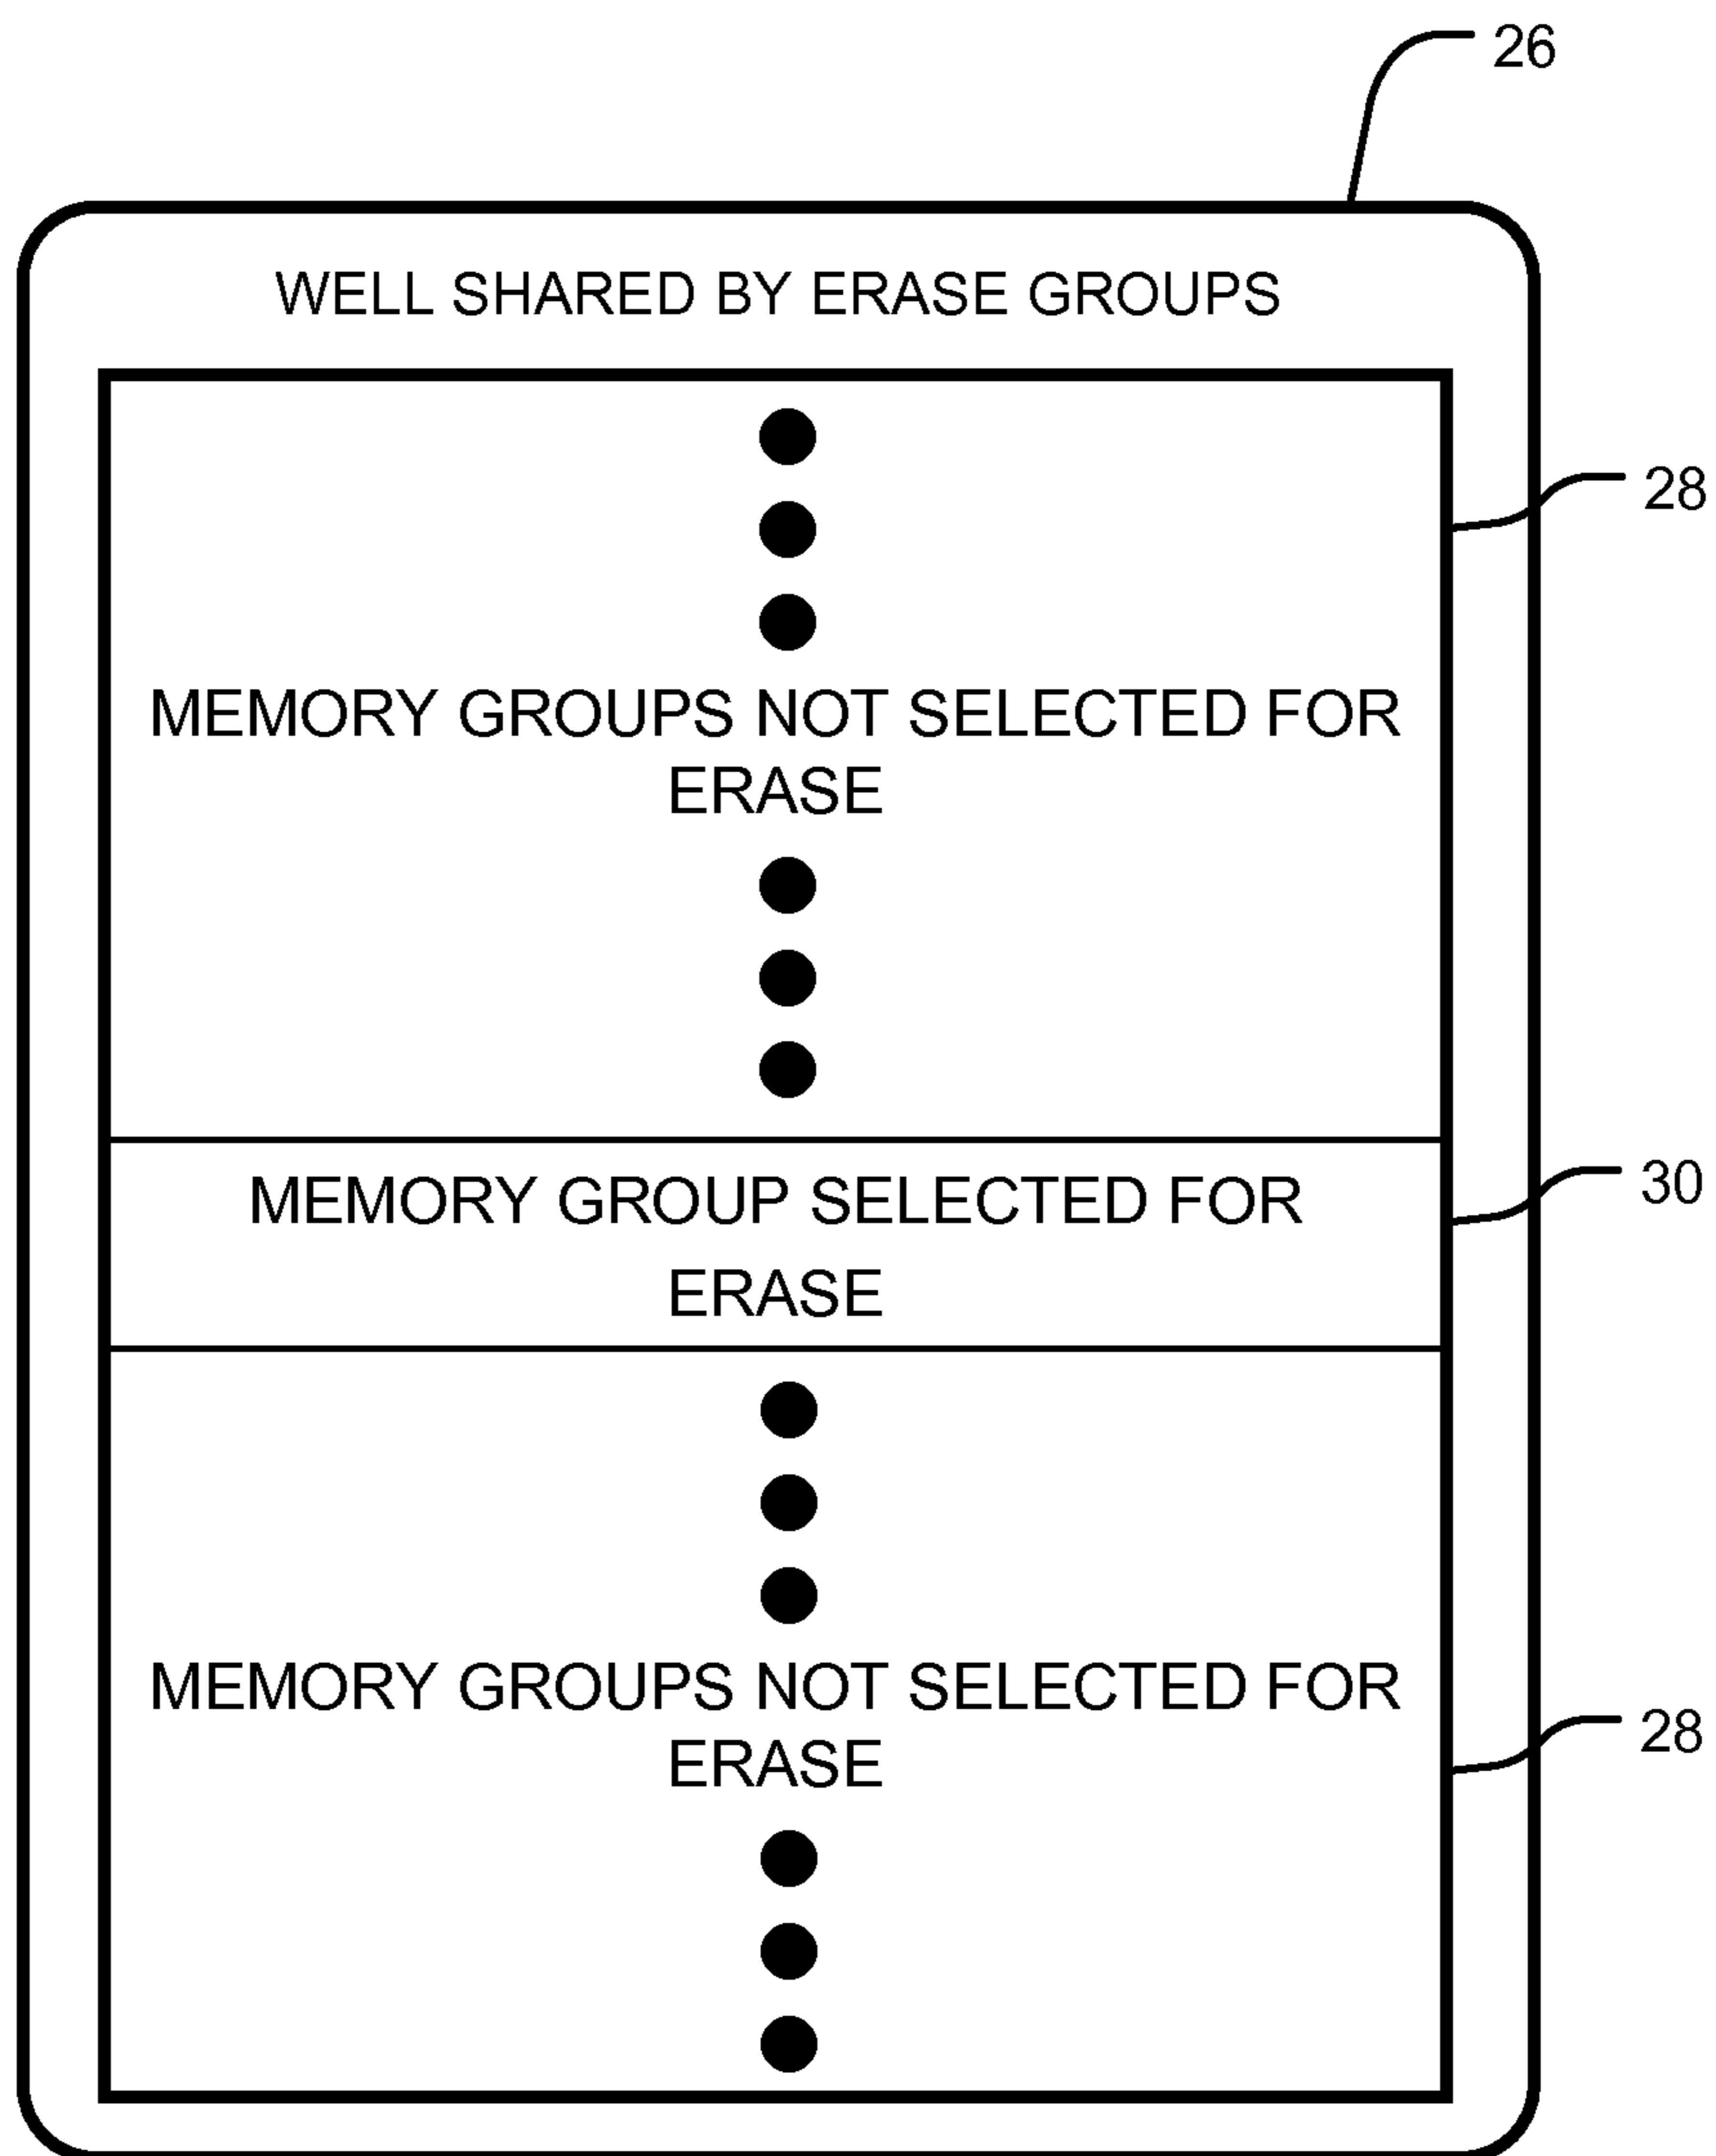 26
WELL SHARED BY ERASE GROUPS
28
MEMORY GROUPS NOT SELECTED FOR
ERASE
MEMORY GROUP SELECTED FOR
30
ERASE
MEMORY GROUPS NOT SELECTED FOR
28
ERASE